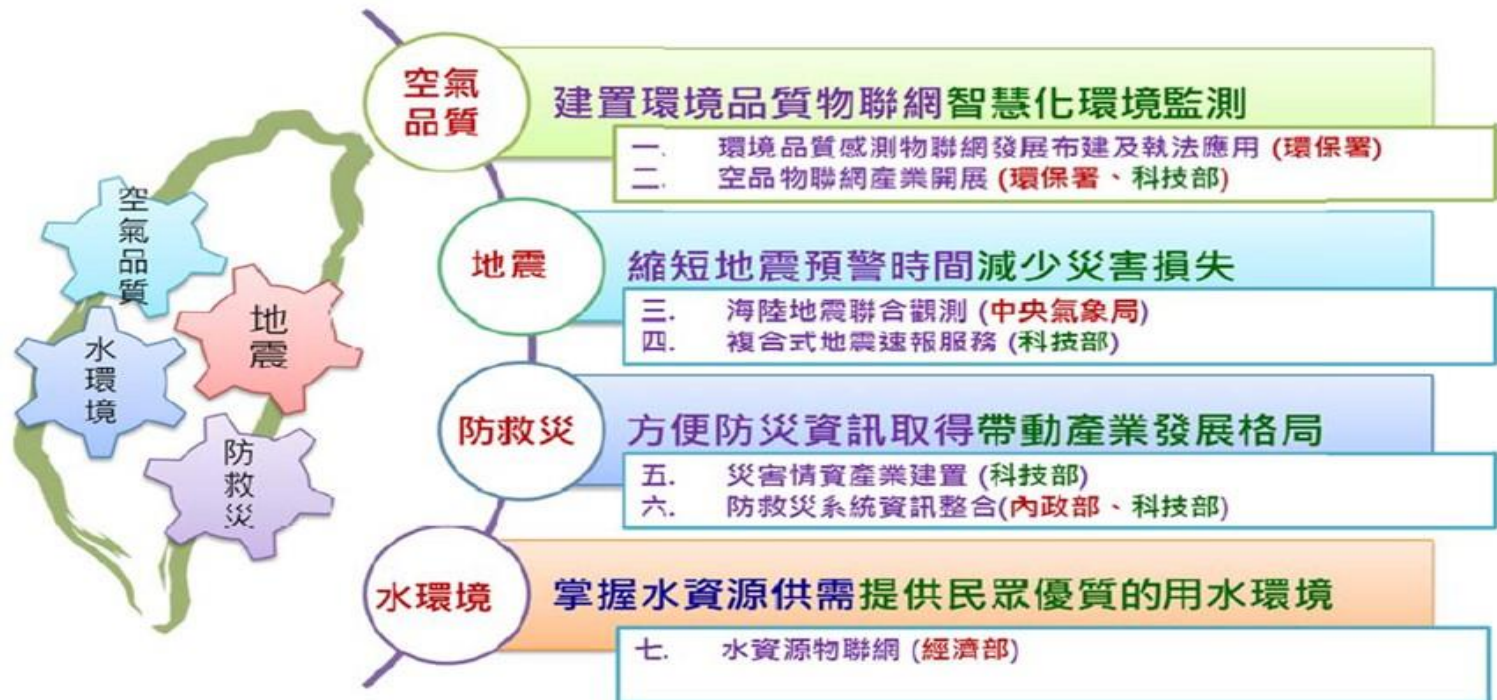 空氣
品質
建置環境品質物聯網智慧化環境監測
一. 環境品質感測物聯網發展布建及執法應用 (環保署)
二. 空品物聯網產業開展 (環保署、科技部)
地震
縮短地震預警時間減少災害損失
三. 海陸地震聯合觀測 (中央氣象局)
四. 複合式地震速報服務 (科技部)
防救災
方便防災資訊取得帶動產業發展格局
五. 災害情資產業建置 (科技部)
六. 防救災系統資訊整合(內政部、科技部)
水環境
掌握水資源供需提供民眾優質的用水環境
七. 水資源物聯網 (經濟部)
空氣品質
地震
水環境
防救災